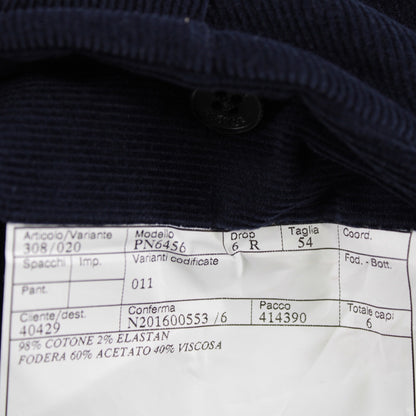 Articolo/Variante Modello Drop Taglia Coord.
308/020 PN6456 6 R 54
Spacchi Imp. Varianti codificate Fod. - Bott.
Pant. 011
Cliente/dest. Conferma Pacco Totale capi
40429 N201600553 /6 414390 6
98% COTONE 2% ELASTAN
FODERA 60% ACETATO 40% VISCOSA